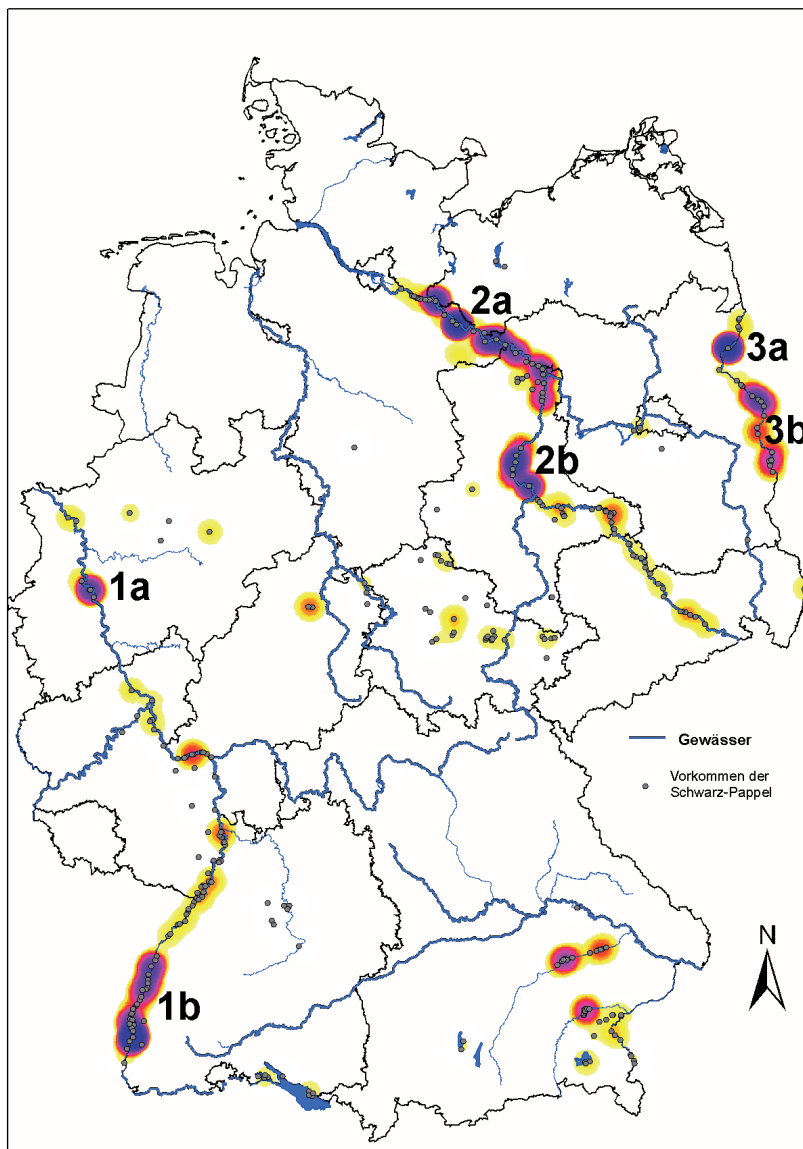 2a
3a
2b
3b
1a
Gewässer
Vorkommen der
Schwarz-Pappel
N
1b